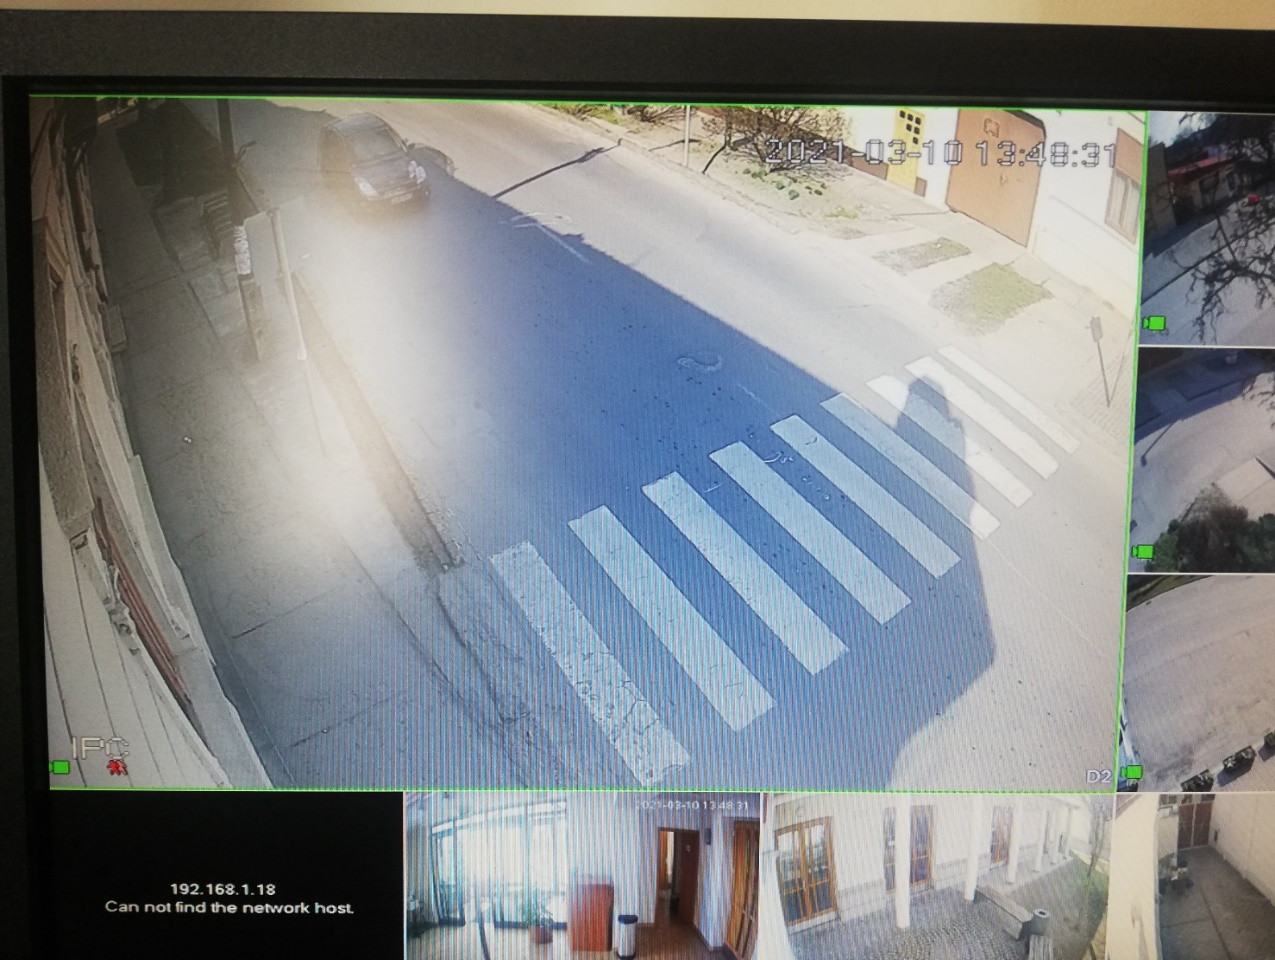 2021-03-10 13:48:31
IPC
D2
192.168.1.18
Can not find the network host.
2021-03-10 13:48:31